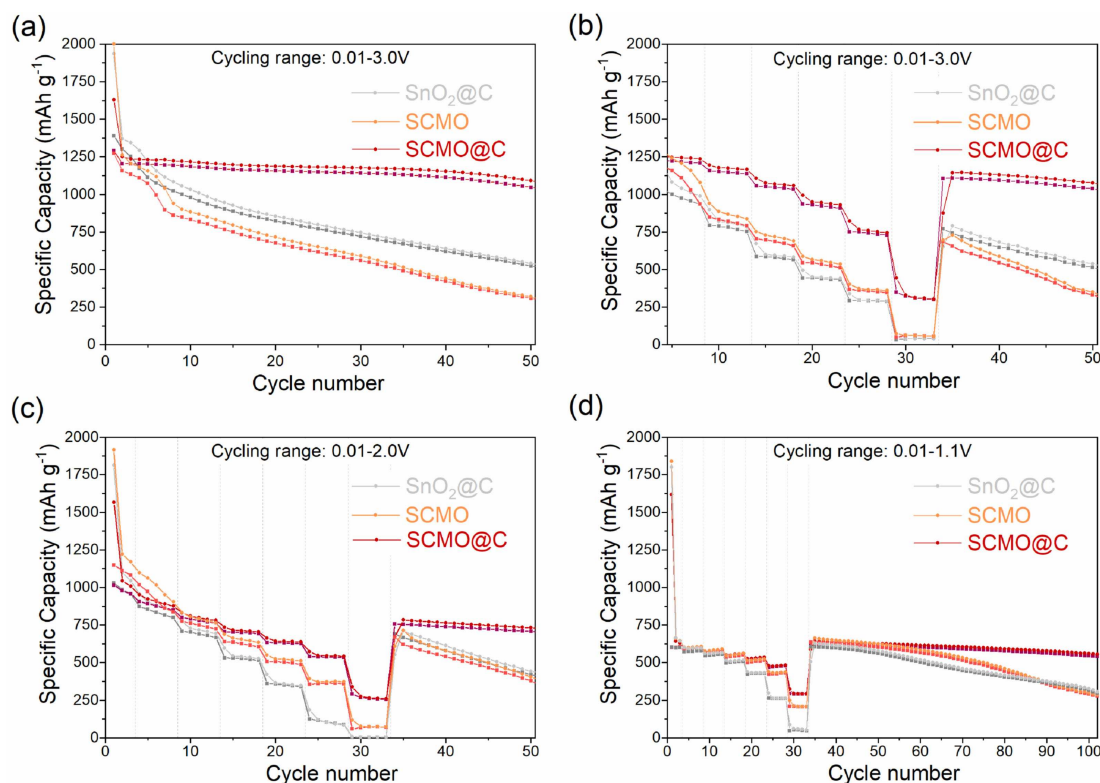 (a)
Cycling range: 0.01-3.0V
SnO₂@C
SCMO
SCMO@C
Specific Capacity (mAh g⁻¹)
2000
1750
1500
1250
1000
750
500
250
0
10
20
30
40
50
Cycle number
(b)
Cycling range: 0.01-3.0V
SnO₂@C
SCMO
SCMO@C
Specific Capacity (mAh g⁻¹)
2000
1750
1500
1250
1000
750
500
250
0
10
20
30
40
50
Cycle number
(c)
Cycling range: 0.01-2.0V
SnO₂@C
SCMO
SCMO@C
Specific Capacity (mAh g⁻¹)
2000
1750
1500
1250
1000
750
500
250
0
10
20
30
40
50
Cycle number
(d)
Cycling range: 0.01-1.1V
SnO₂@C
SCMO
SCMO@C
Specific Capacity (mAh g⁻¹)
2000
1750
1500
1250
1000
750
500
250
0
0
10
20
30
40
50
60
70
80
90
100
Cycle number